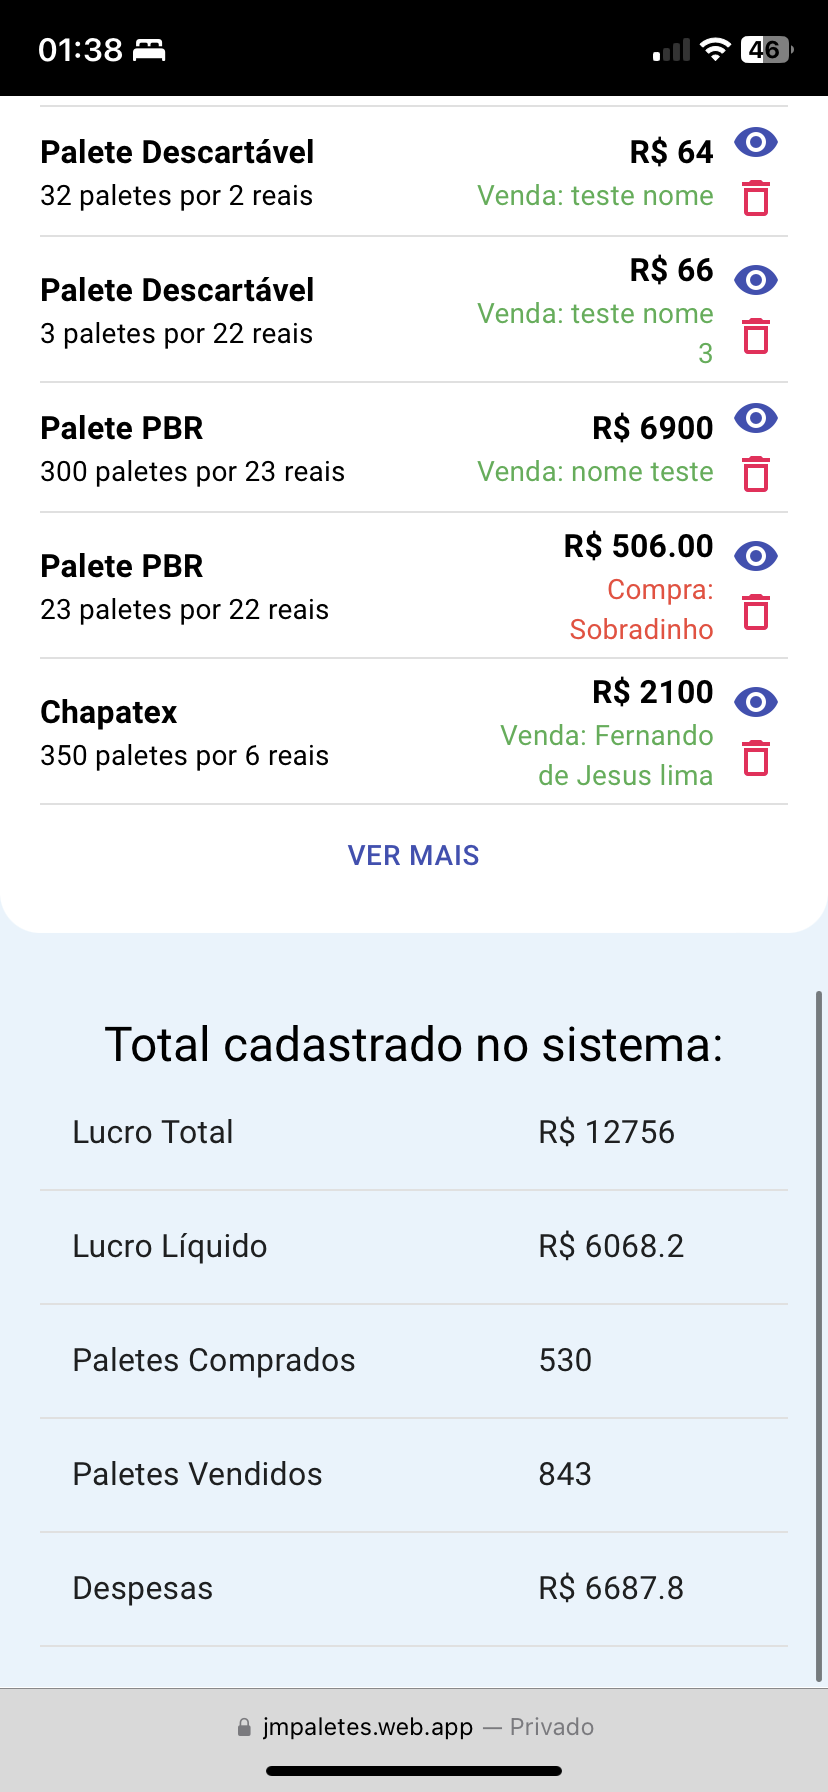 01:38
46
Palete Descartável
R$ 64
32 paletes por 2 reais
Venda: teste nome
Palete Descartável
R$ 66
3 paletes por 22 reais
Venda: teste nome
3
Palete PBR
R$ 6900
300 paletes por 23 reais
Venda: nome teste
Palete PBR
R$ 506.00
23 paletes por 22 reais
Compra:
Sobradinho
Chapatex
R$ 2100
350 paletes por 6 reais
Venda: Fernando
de Jesus lima
VER MAIS
Total cadastrado no sistema:
Lucro Total
R$ 12756
Lucro Líquido
R$ 6068.2
Paletes Comprados
530
Paletes Vendidos
843
Despesas
R$ 6687.8
jmpaletes.web.app — Privado